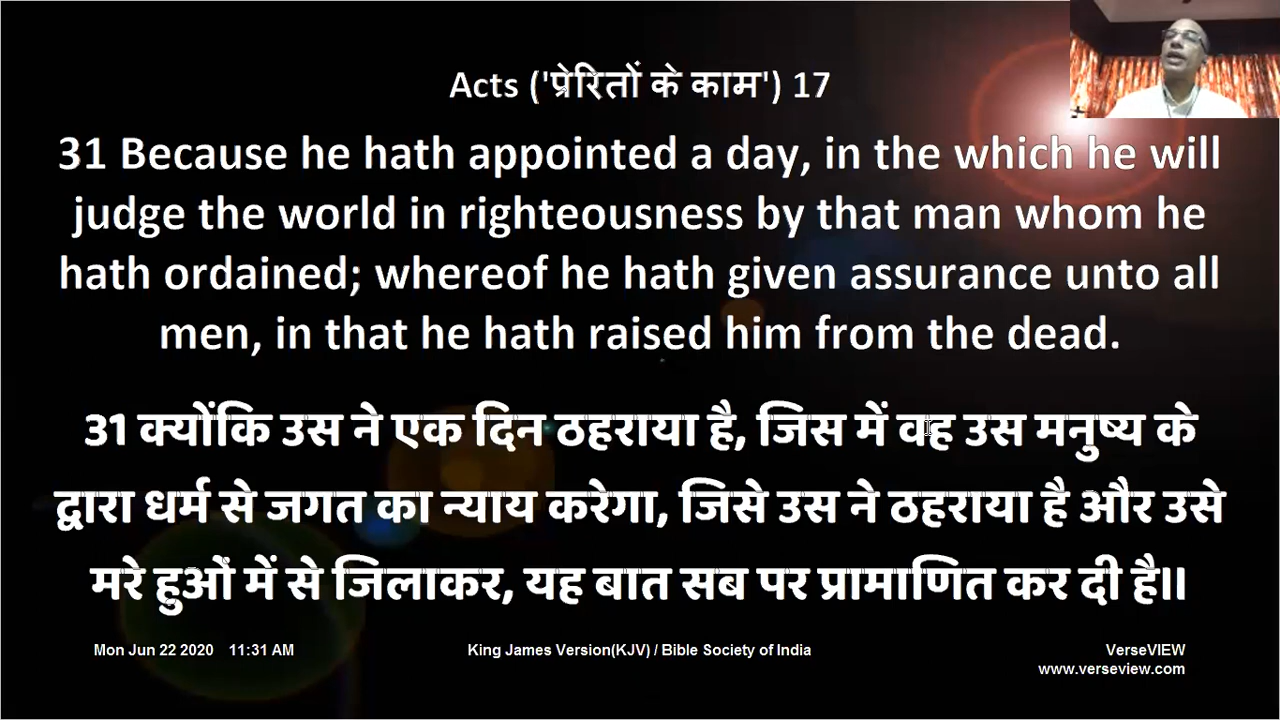 Acts ('प्रेरितों के काम') 17
31 Because he hath appointed a day, in the which he will
judge the world in righteousness by that man whom he
hath ordained; whereof he hath given assurance unto all
men, in that he hath raised him from the dead.
31 क्योंकि उस ने एक दिन ठहराया है, जिस में वह उस मनुष्य के
द्वारा धर्म से जगत का न्याय करेगा, जिसे उस ने ठहराया है और उसे
मरे हुओं में से जिलाकर, यह बात सब पर प्रामाणित कर दी है॥
Mon Jun 22 2020 11:31 AM King James Version(KJV) / Bible Society of India VerseVIEW
www.verseview.com